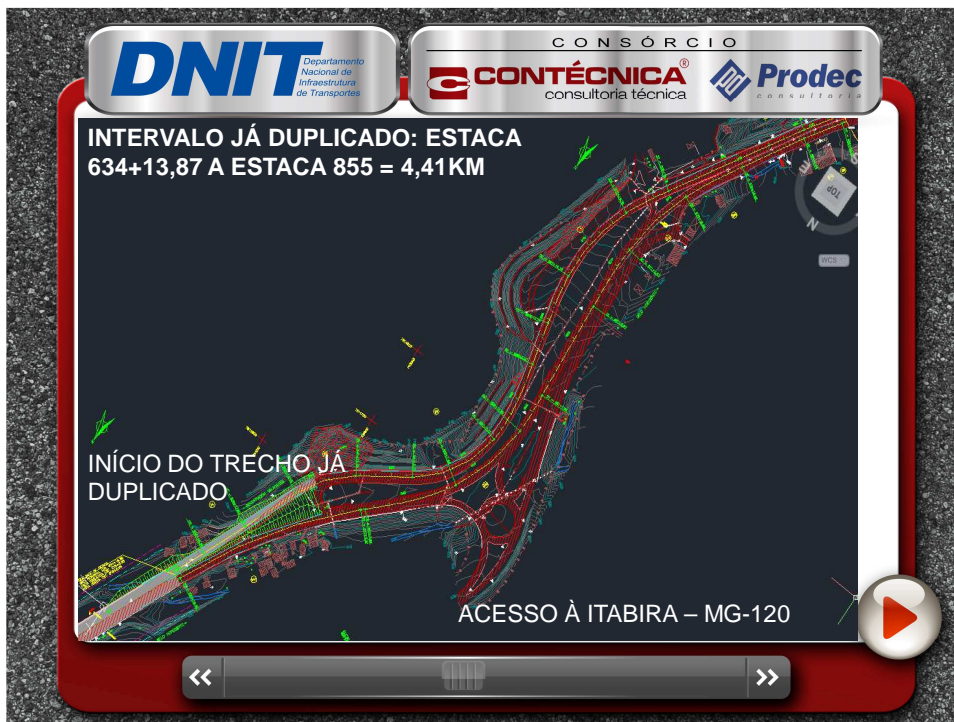 DNIT
Departamento
Nacional de
Infraestrutura
de Transportes
CONSÓRCIO
CONTÉCNICA®
consultoria técnica
Prodec
consultoria
INTERVALO JÁ DUPLICADO: ESTACA
634+13,87 A ESTACA 855 = 4,41KM
S
E
TOP
N
WCS
INÍCIO DO TRECHO JÁ
DUPLICADO
ACESSO À ITABIRA – MG-120